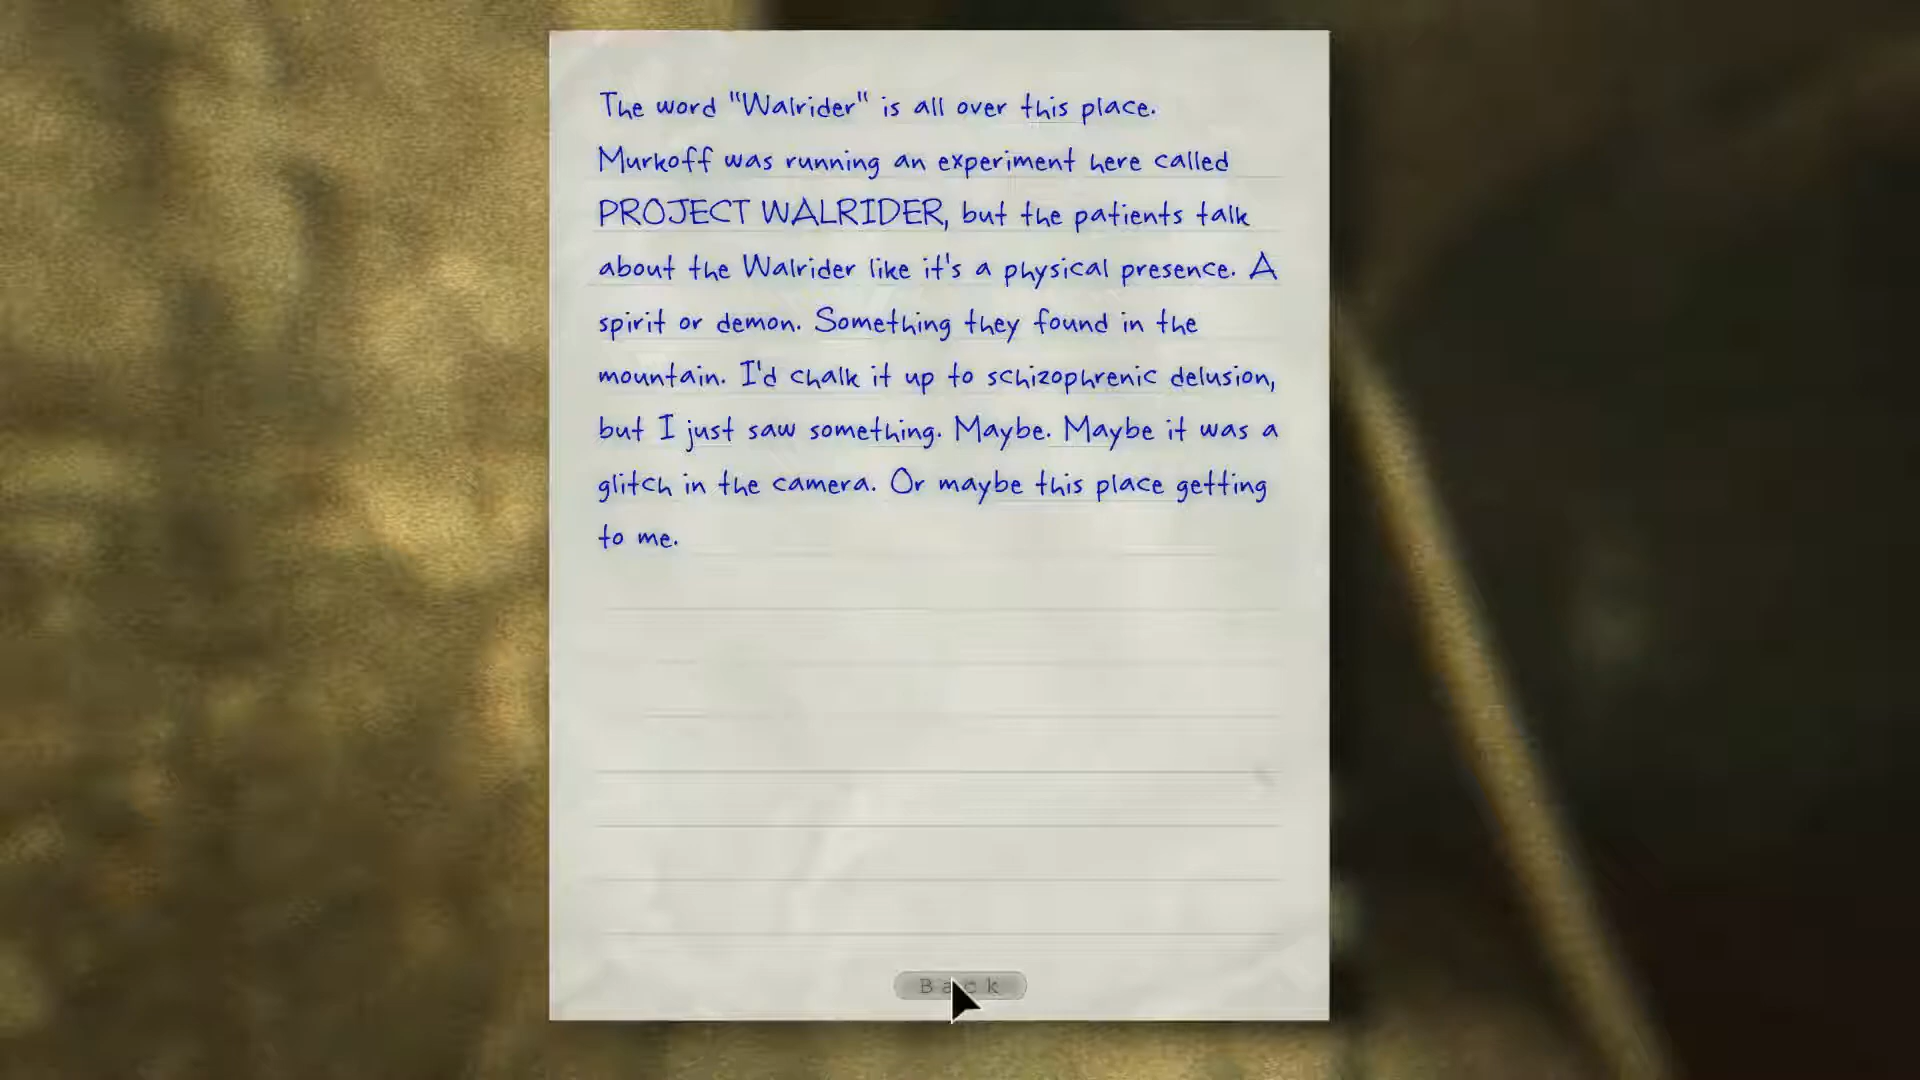 The word "Walrider" is all over this place.
Murkoff was running an experiment here called
PROJECT WALRIDER, but the patients talk
about the Walrider like it's a physical presence. A
spirit or demon. Something they found in the
mountain. I'd chalk it up to schizophrenic delusion,
but I just saw something. Maybe. Maybe it was a
glitch in the camera. Or maybe this place getting
to me.
Back